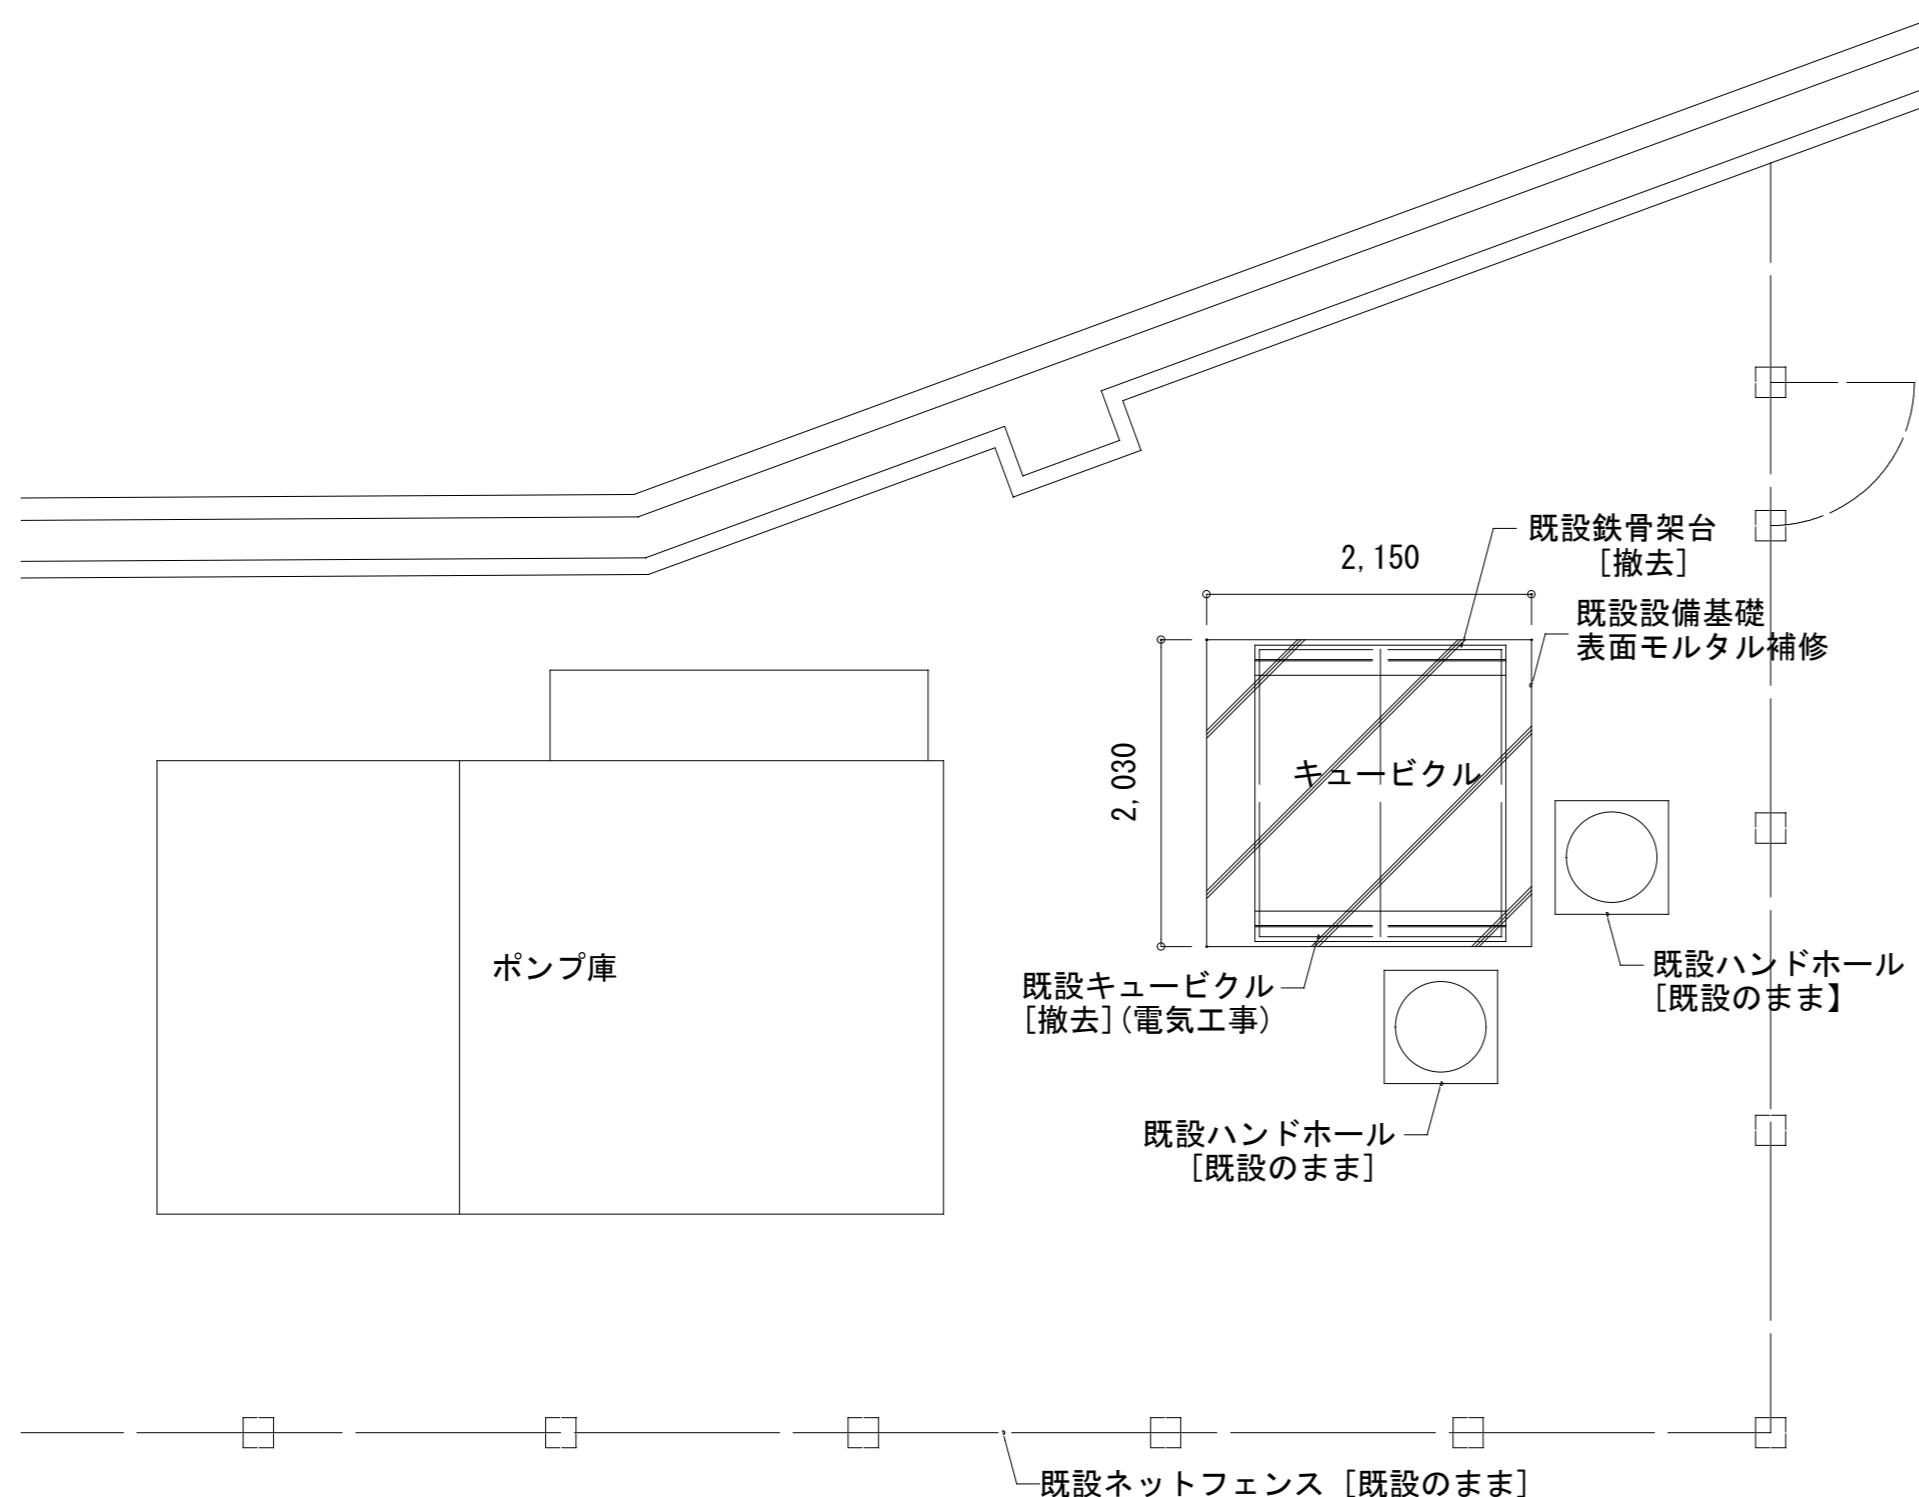 2,150
既設鉄骨架台
[撤去]
既設設備基礎
表面モルタル補修
2,030
キュービクル
ポンプ庫
既設キュービクル
[撤去](電気工事)
既設ハンドホール
[既設のまま】
既設ハンドホール
[既設のまま]
既設ネットフェンス [既設のまま]